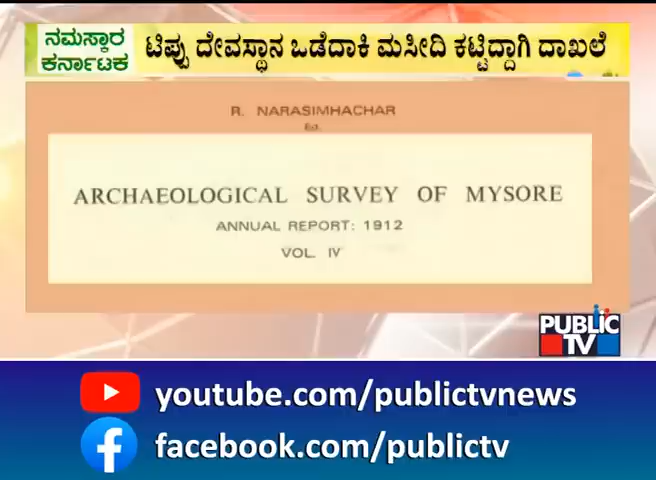 ನಮಸ್ಕಾರ
ಕರ್ನಾಟಕ
ಟಿಪ್ಪು ದೇವಸ್ಥಾನ ಒಡೆದಾಕಿ ಮಸೀದಿ ಕಟ್ಟಿದ್ದಾಗಿ ದಾಖಲೆ
R. NARASIMHACHAR
Ed.
ARCHAEOLOGICAL SURVEY OF MYSORE
ANNUAL REPORT: 1912
VOL. IV
PUBLIC
TV
youtube.com/publictvnews
facebook.com/publictv